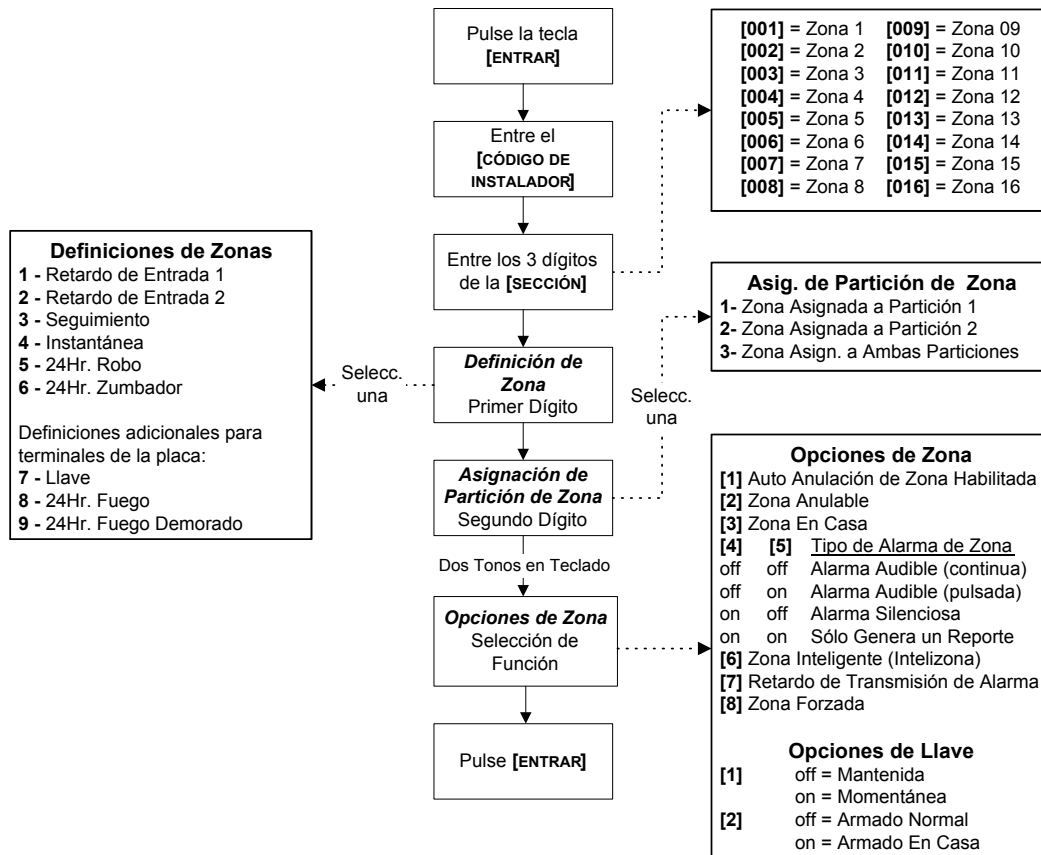 Pulse la tecla
[ENTRAR]
Entre el
[CÓDIGO DE
INSTALADOR]
Entre los 3 dígitos
de la [SECCIÓN]
Definición de
Zona
Primer Dígito
Asignación de
Partición de Zona
Segundo Dígito
Dos Tonos en Teclado
Opciones de Zona
Selección de
Función
Pulse [ENTRAR]
Selecc.
una
Selecc.
una
Definiciones de Zonas
1 - Retardo de Entrada 1
2 - Retardo de Entrada 2
3 - Seguimiento
4 - Instantánea
5 - 24Hr. Robo
6 - 24Hr. Zumbador
Definiciones adicionales para
terminales de la placa:
7 - Llave
8 - 24Hr. Fuego
9 - 24Hr. Fuego Demorado
[001] = Zona 1 [009] = Zona 09
[002] = Zona 2 [010] = Zona 10
[003] = Zona 3 [011] = Zona 11
[004] = Zona 4 [012] = Zona 12
[005] = Zona 5 [013] = Zona 13
[006] = Zona 6 [014] = Zona 14
[007] = Zona 7 [015] = Zona 15
[008] = Zona 8 [016] = Zona 16
Asig. de Partición de Zona
1- Zona Asignada a Partición 1
2- Zona Asignada a Partición 2
3- Zona Asign. a Ambas Particiones
Opciones de Zona
[1] Auto Anulación de Zona Habilitada
[2] Zona Anulable
[3] Zona En Casa
[4] [5] Tipo de Alarma de Zona
off off Alarma Audible (continua)
off on Alarma Audible (pulsada)
on off Alarma Silenciosa
on on Sólo Genera un Reporte
[6] Zona Inteligente (Intelizona)
[7] Retardo de Transmisión de Alarma
[8] Zona Forzada
Opciones de Llave
[1] off = Mantenida
on = Momentánea
[2] off = Armado Normal
on = Armado En Casa